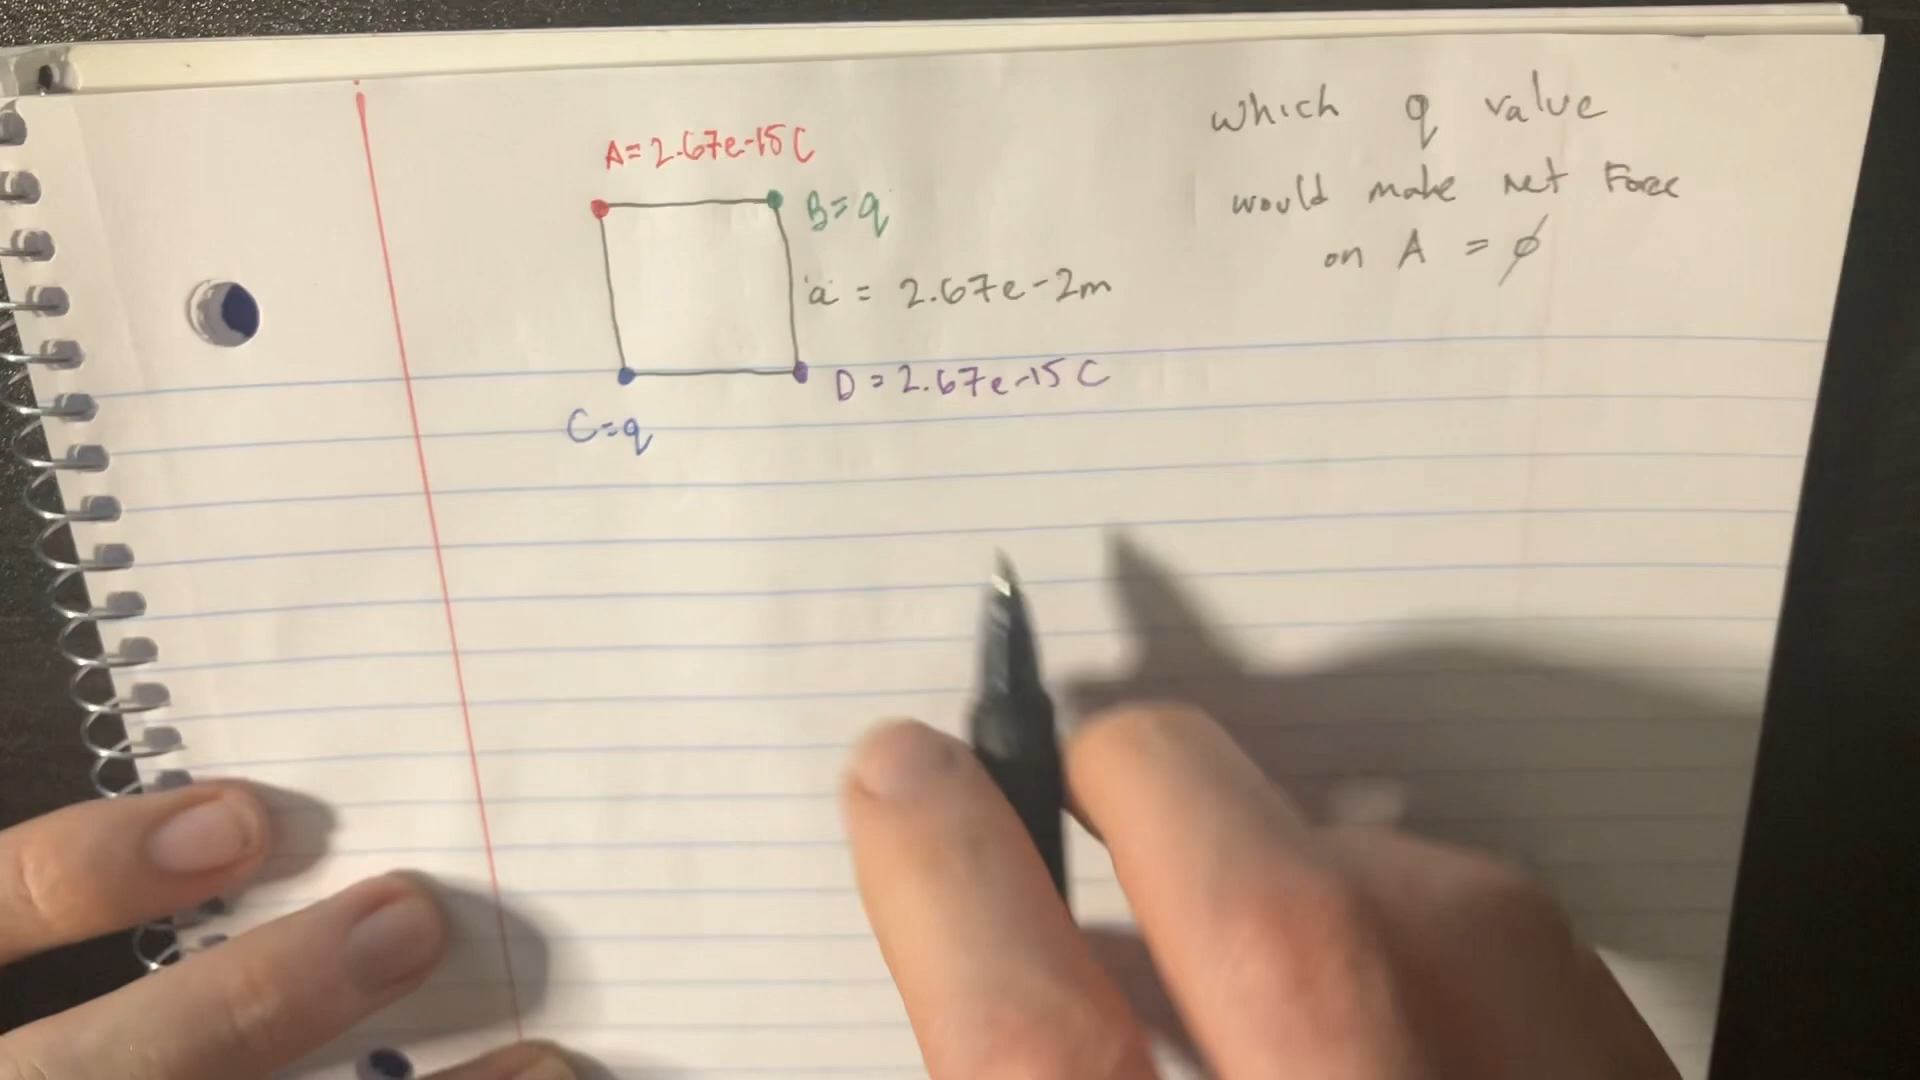 which q value
would make net Force
on A = ∅
A = 2.67e-15 C
B = q
a = 2.67e-2m
D = 2.67e-15 C
C = q